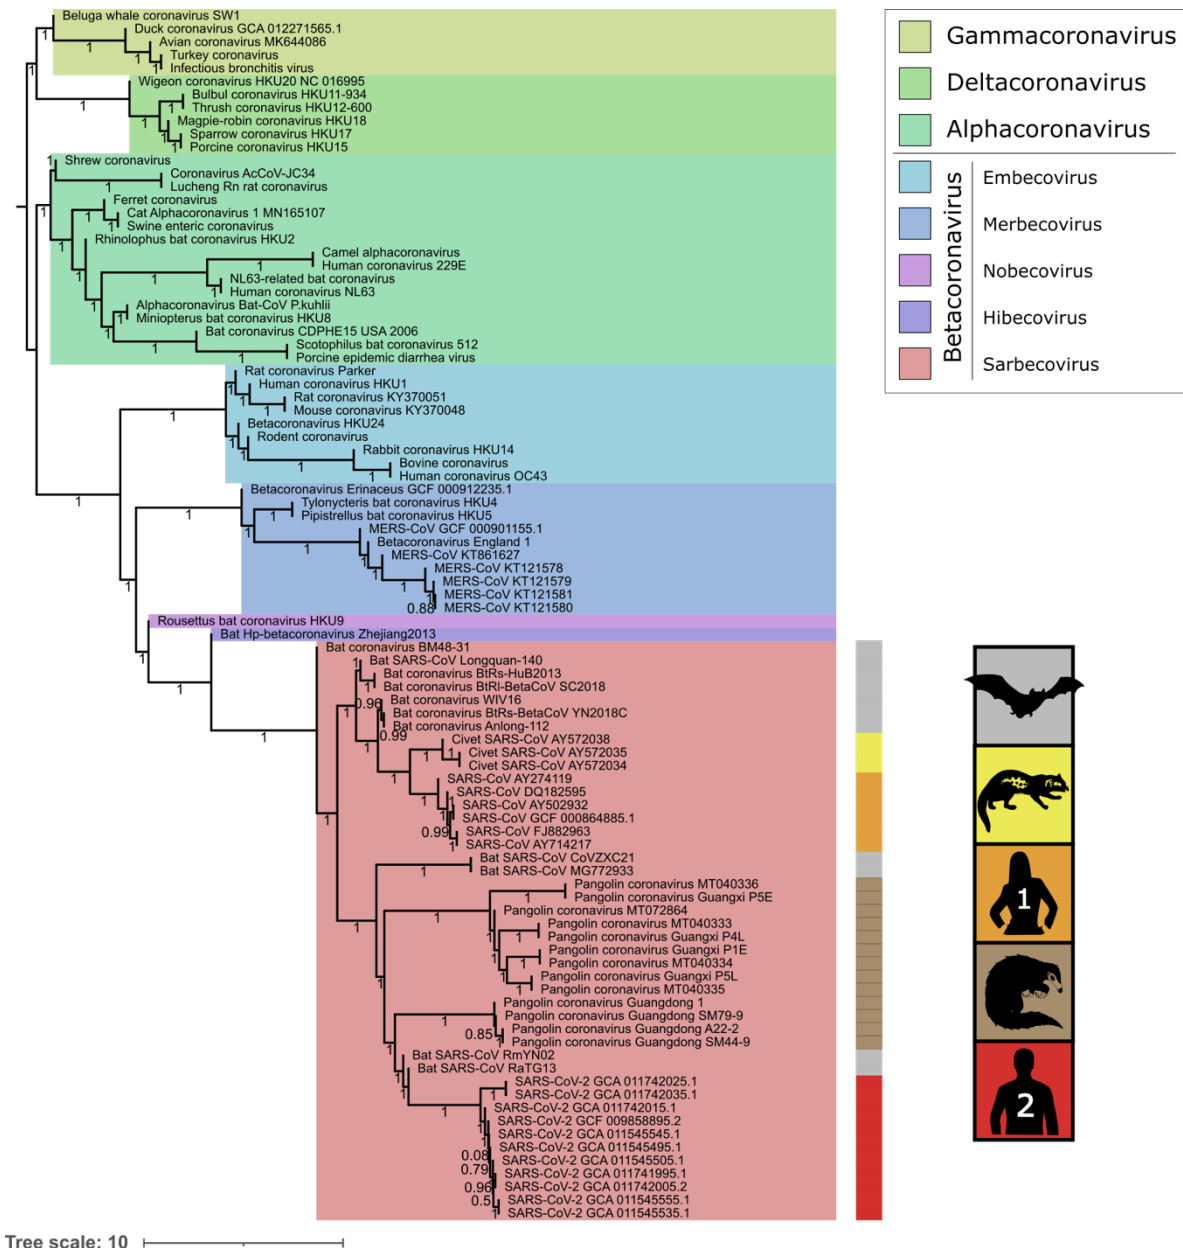 Beluga whale coronavirus SW1
Duck coronavirus GCA 012271565.1
Avian coronavirus MK644086
Turkey coronavirus
Infectious bronchitis virus
Wigeon coronavirus HKU20 NC 016995
Bulbul coronavirus HKU11-934
Thrush coronavirus HKU12-600
Magpie-robin coronavirus HKU18
Sparrow coronavirus HKU17
Porcine coronavirus HKU15
Shrew coronavirus
Coronavirus AcCoV-JC34
Lucheng Rn rat coronavirus
Ferret coronavirus
Cat Alphacoronavirus 1 MN165107
Swine enteric coronavirus
Rhinolophus bat coronavirus HKU2
Camel alphacoronavirus
Human coronavirus 229E
NL63-related bat coronavirus
Human coronavirus NL63
Alphacoronavirus Bat-CoV P.kuhlii
Miniopterus bat coronavirus HKU8
Bat coronavirus CDPHE15 USA 2006
Scotophilus bat coronavirus 512
Porcine epidemic diarrhea virus
Rat coronavirus Parker
Human coronavirus HKU1
Rat coronavirus KY370051
Mouse coronavirus KY370048
Betacoronavirus HKU24
Rodent coronavirus
Rabbit coronavirus HKU14
Bovine coronavirus
Human coronavirus OC43
Betacoronavirus Erinaceus GCF 000912235.1
Tylonycteris bat coronavirus HKU4
Pipistrellus bat coronavirus HKU5
MERS-CoV GCF 000901155.1
Betacoronavirus England 1
MERS-CoV KT861627
MERS-CoV KT121578
MERS-CoV KT121579
MERS-CoV KT121581
0.88 MERS-CoV KT121580
Rousettus bat coronavirus HKU9
Bat Hp-betacoronavirus Zhejiang2013
Bat coronavirus BM48-31
Bat SARS-CoV Longquan-140
Bat coronavirus BtRs-HuB2013
Bat coronavirus BtRl-BetaCoV SC2018
0.96 Bat coronavirus WIV16
Bat coronavirus BtRs-BetaCoV YN2018C
Bat coronavirus Anlong-112
0.99
Civet SARS-CoV AY572038
Civet SARS-CoV AY572035
Civet SARS-CoV AY572034
SARS-CoV AY274119
SARS-CoV DQ182595
SARS-CoV AY502932
SARS-CoV GCF 000864885.1
0.99 SARS-CoV FJ882963
SARS-CoV AY714217
Bat SARS-CoV CoVZXC21
Bat SARS-CoV MG772933
Pangolin coronavirus MT040336
Pangolin coronavirus Guangxi P5E
Pangolin coronavirus MT072864
Pangolin coronavirus MT040333
Pangolin coronavirus Guangxi P4L
Pangolin coronavirus Guangxi P1E
Pangolin coronavirus MT040334
Pangolin coronavirus Guangxi P5L
Pangolin coronavirus MT040335
Pangolin coronavirus Guangdong 1
Pangolin coronavirus Guangdong SM79-9
0.85 Pangolin coronavirus Guangdong A22-2
Pangolin coronavirus Guangdong SM44-9
Bat SARS-CoV RmYN02
Bat SARS-CoV RaTG13
SARS-CoV-2 GCA 011742025.1
SARS-CoV-2 GCA 011742035.1
SARS-CoV-2 GCA 011742015.1
SARS-CoV-2 GCF 009858895.2
SARS-CoV-2 GCA 011545545.1
SARS-CoV-2 GCA 011545495.1
0.08 SARS-CoV-2 GCA 011545505.1
0.79 SARS-CoV-2 GCA 011741995.1
0.96 SARS-CoV-2 GCA 011742005.2
0.5 SARS-CoV-2 GCA 011545555.1
SARS-CoV-2 GCA 011545535.1
Tree scale: 10
Gammacoronavirus
Deltacoronavirus
Alphacoronavirus
Betacoronavirus
Embecovirus
Merbecovirus
Nobecovirus
Hibecovirus
Sarbecovirus
1
2